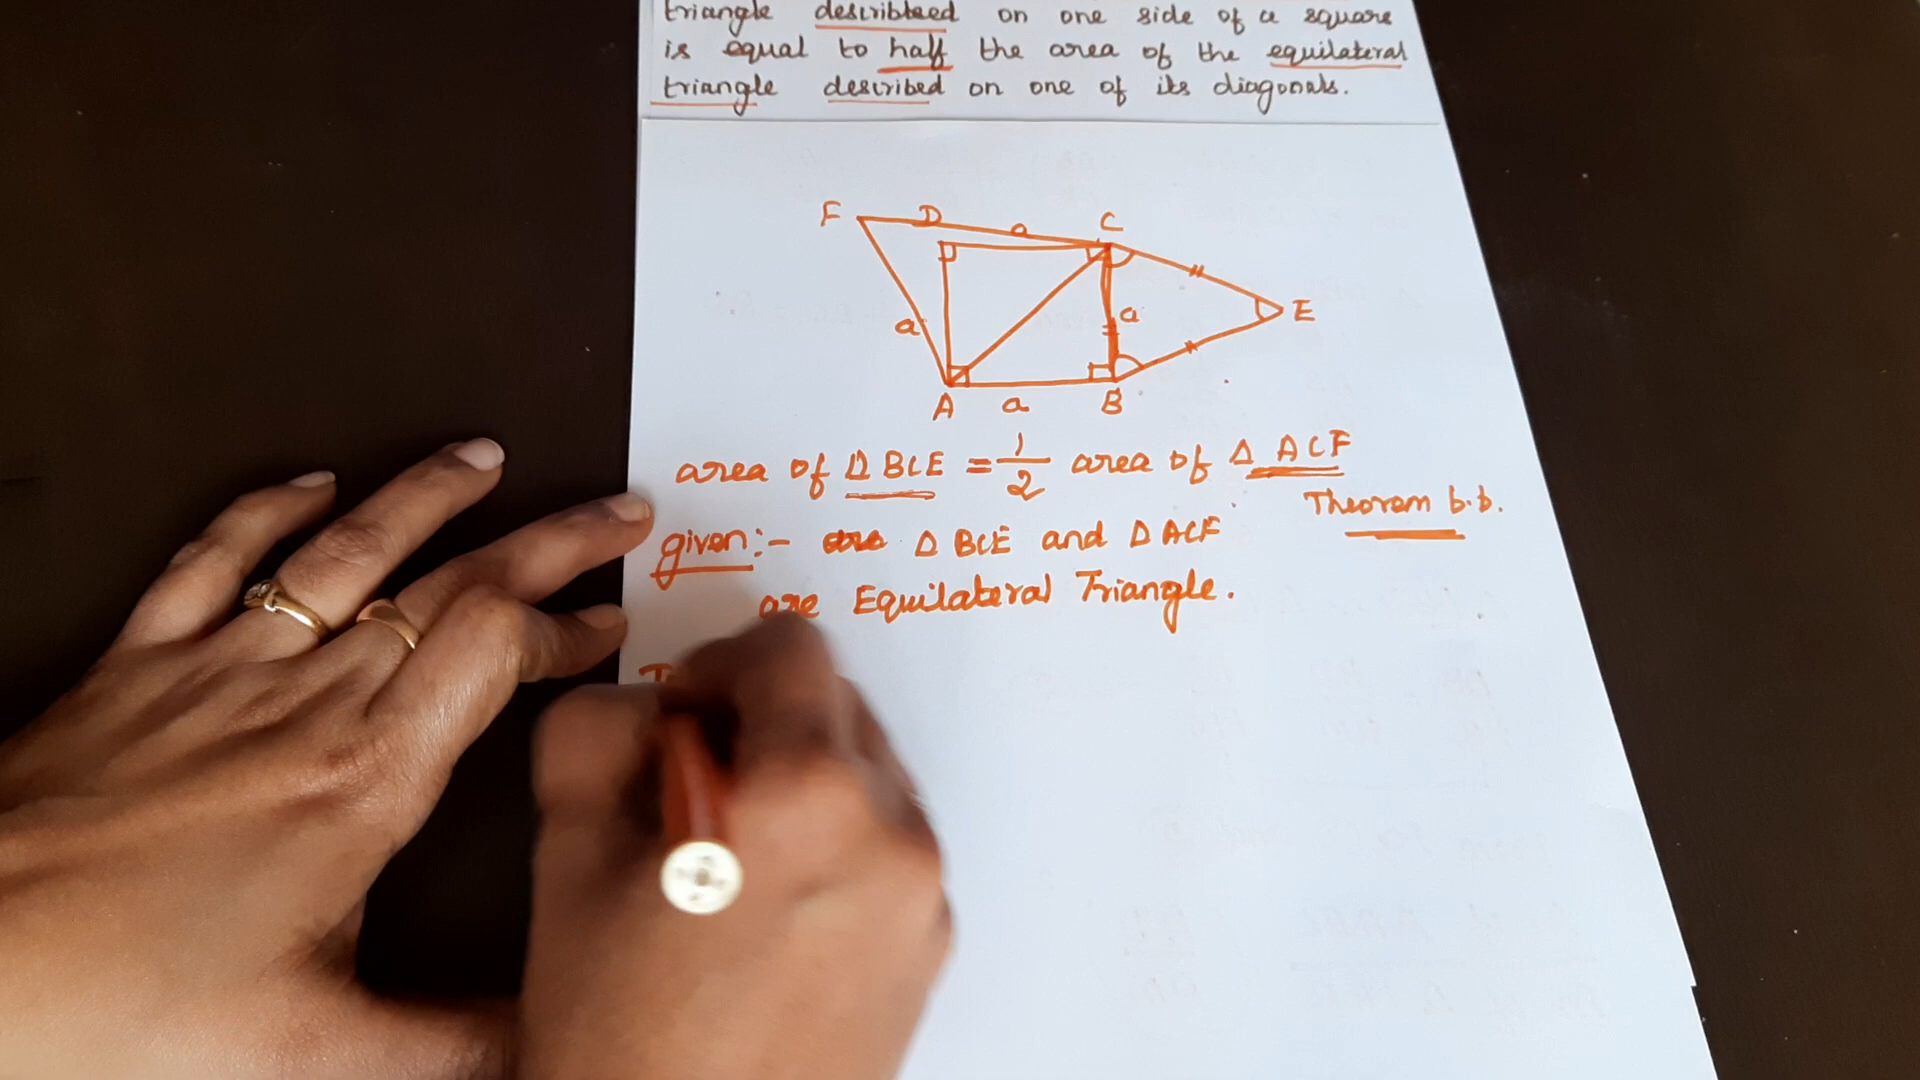 triangle described on one side of a square
is equal to half the area of the equilateral
triangle described on one of its diagonals.
F D a C
a a E
A a B
area of Δ BCE = 1/2 area of Δ ACF
Theorem 6.6.
given:- Δ BCE and Δ ACF
are Equilateral Triangle.